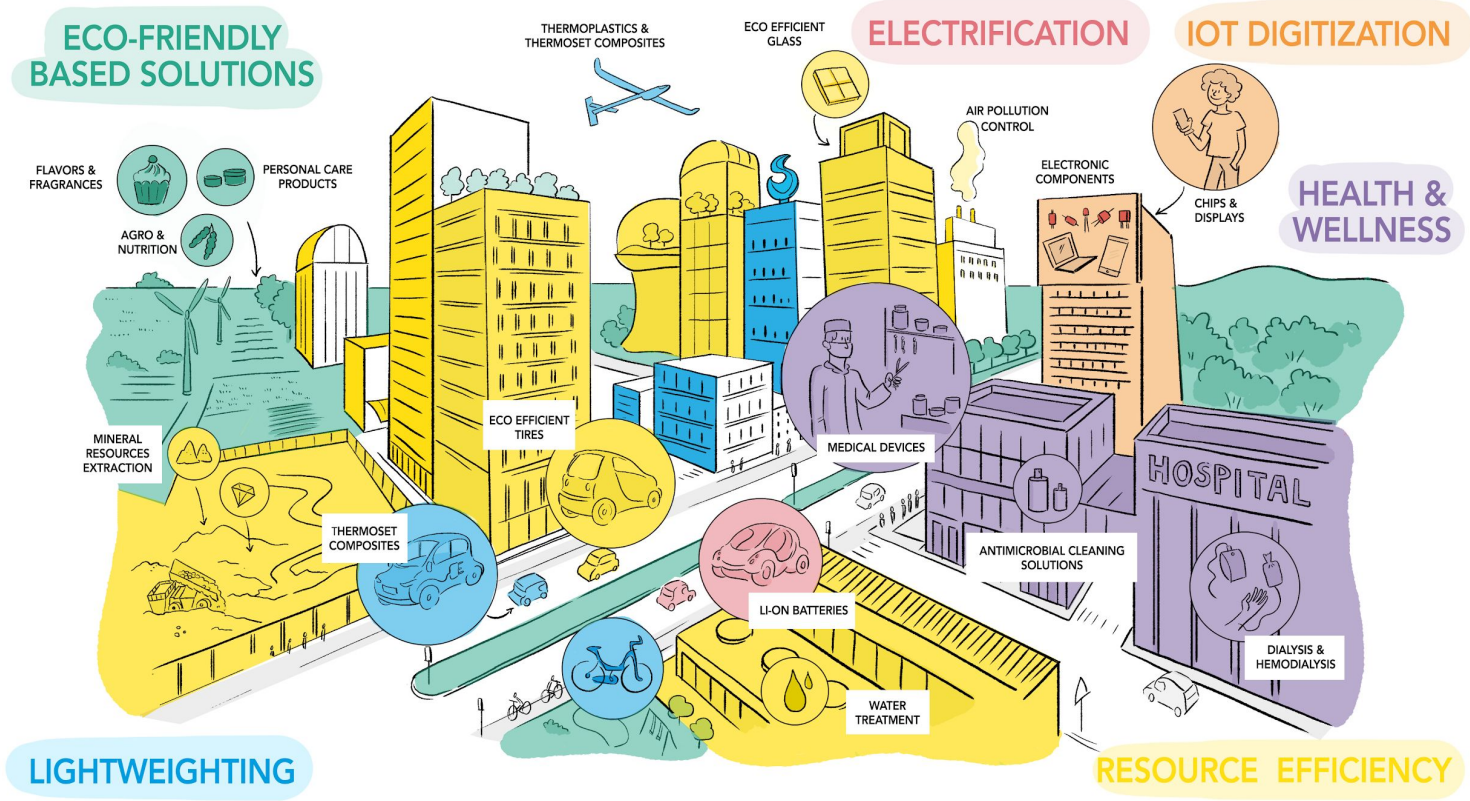 ECO-FRIENDLY
BASED SOLUTIONS
THERMOPLASTICS &
THERMOSET COMPOSITES
ECO EFFICIENT
GLASS
ELECTRIFICATION
IOT DIGITIZATION
AIR POLLUTION
CONTROL
FLAVORS &
FRAGRANCES
PERSONAL CARE
PRODUCTS
AGRO &
NUTRITION
ELECTRONIC
COMPONENTS
CHIPS &
DISPLAYS
HEALTH &
WELLNESS
MINERAL
RESOURCES
EXTRACTION
ECO EFFICIENT
TIRES
MEDICAL DEVICES
HOSPITAL
THERMOSET
COMPOSITES
ANTIMICROBIAL CLEANING
SOLUTIONS
LI-ON BATTERIES
DIALYSIS &
HEMODIALYSIS
WATER
TREATMENT
LIGHTWEIGHTING
RESOURCE EFFICIENCY